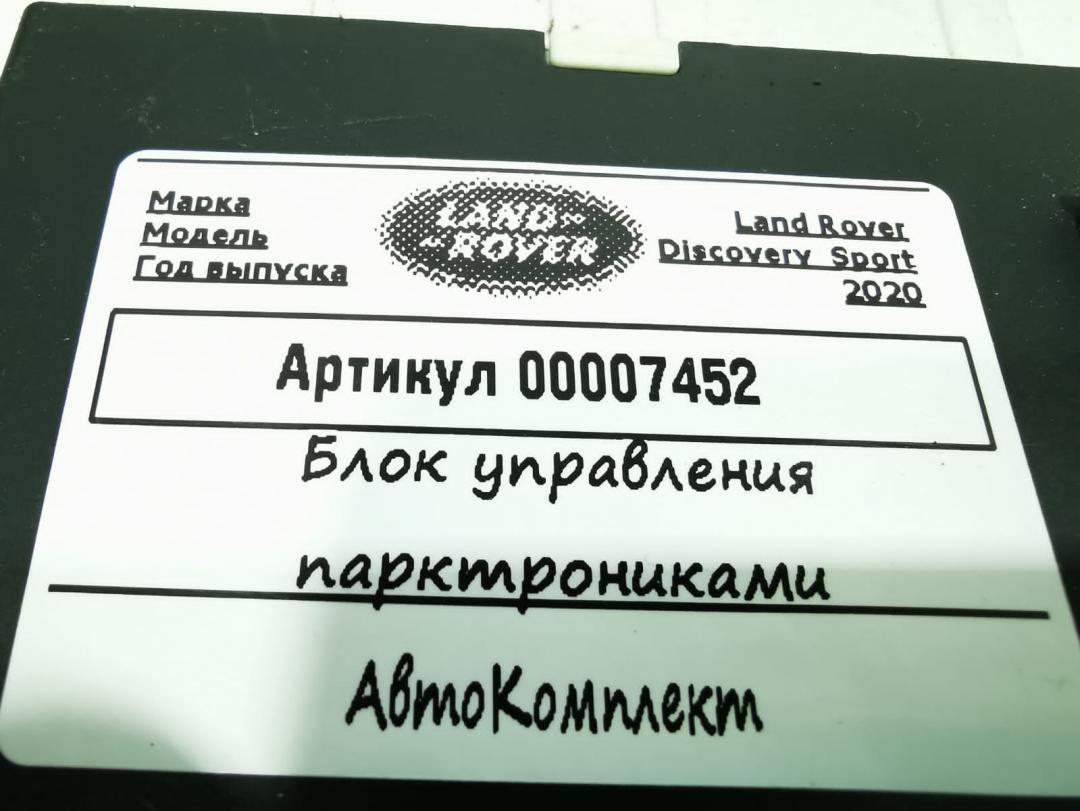 Марка
Модель
Год выпуска
LAND-
-ROVER
Land Rover
Discovery Sport
2020
Артикул 00007452
Блок управления
парктрониками
АвтоКомплект